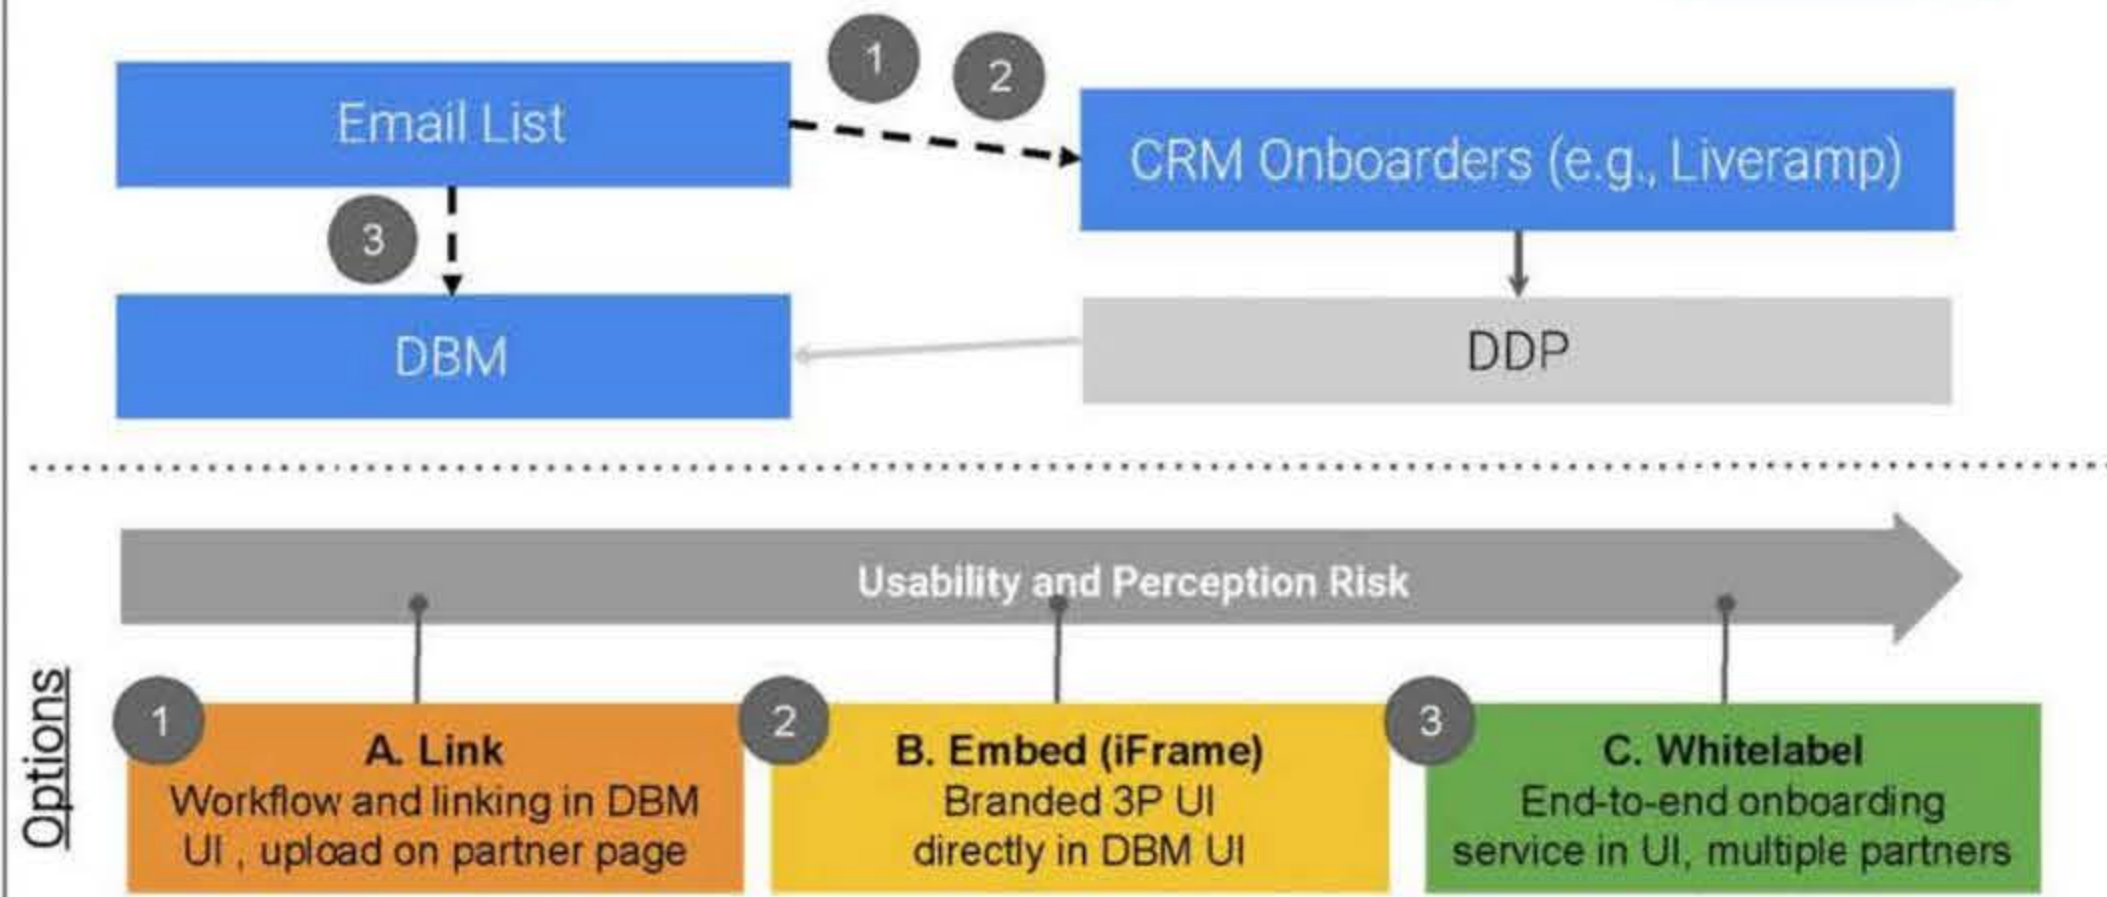 1
2
Email List
CRM Onboarders (e.g., Liveramp)
3
DBM
DDP
Usability and Perception Risk
Options
1
A. Link
Workflow and linking in DBM
UI , upload on partner page
2
B. Embed (iFrame)
Branded 3P UI
directly in DBM UI
3
C. Whitelabel
End-to-end onboarding
service in UI, multiple partners